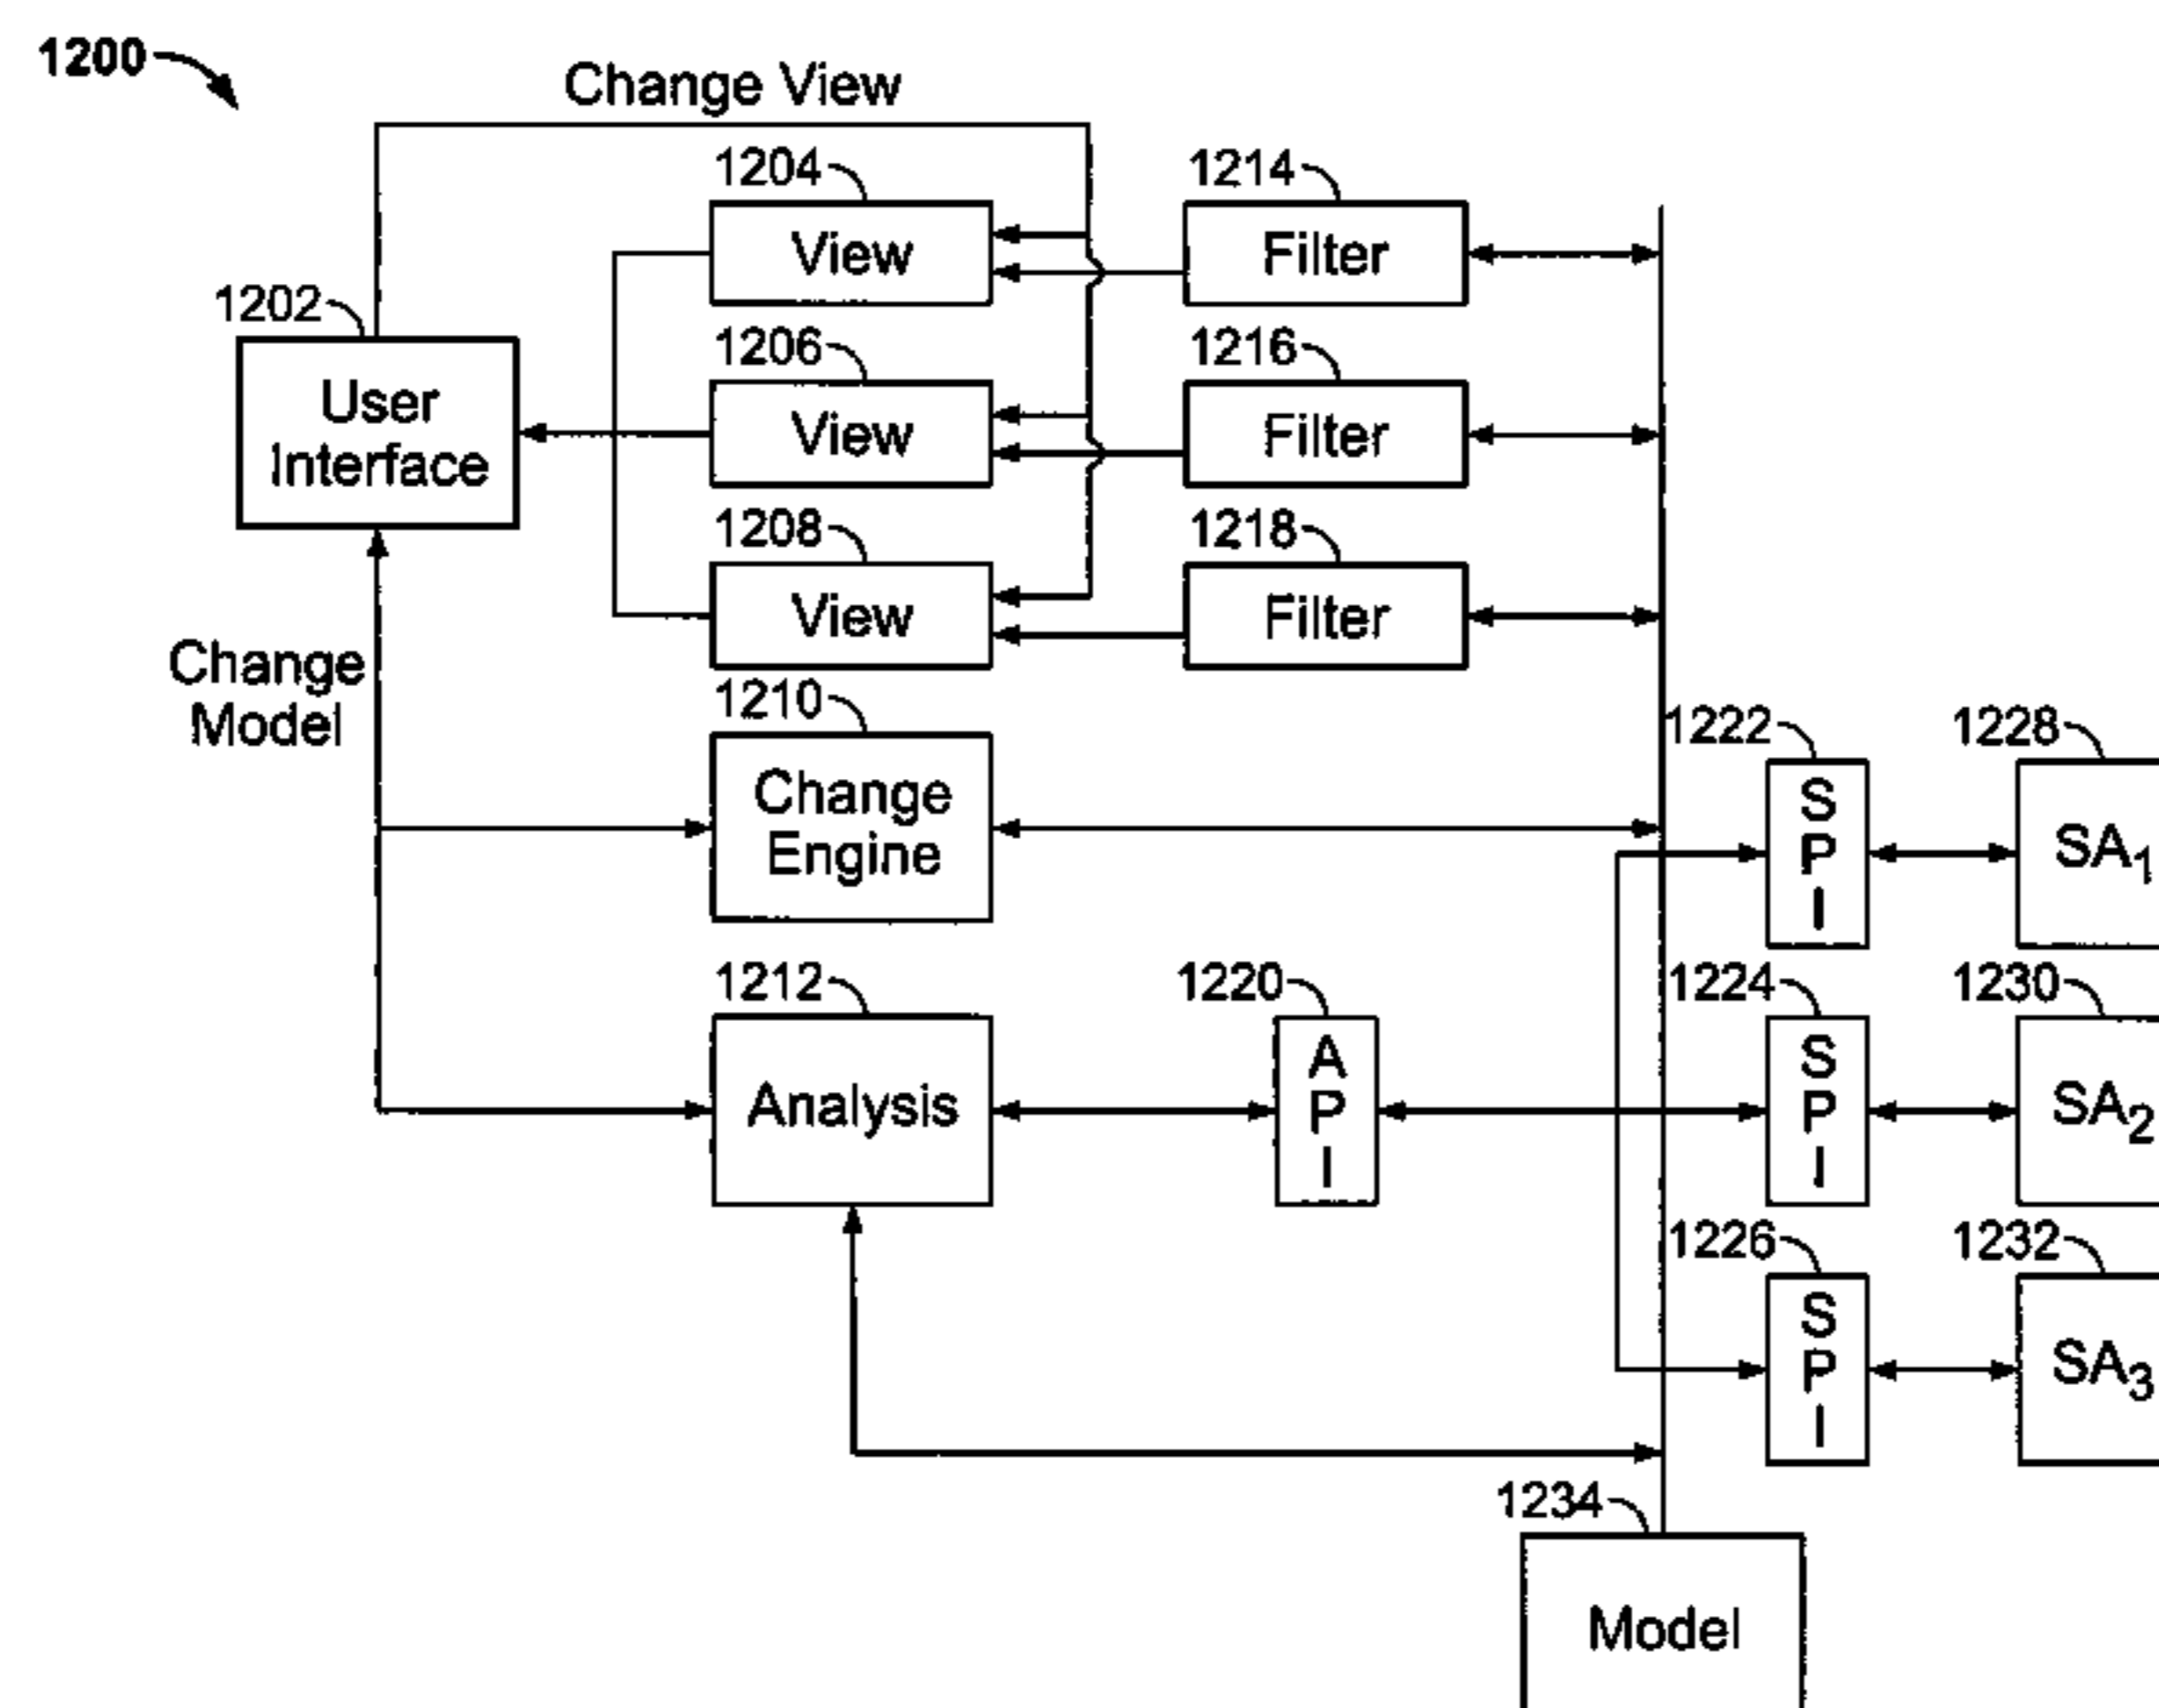 1200
Change View
1204
View
1214
Filter
1202
User
Interface
1206
View
1216
Filter
1208
View
1218
Filter
Change
Model
1210
Change
Engine
1222
S
P
I
1228
SA1
1212
Analysis
1220
A
P
I
1224
S
P
I
1230
SA2
1226
S
P
I
1232
SA3
1234
Model